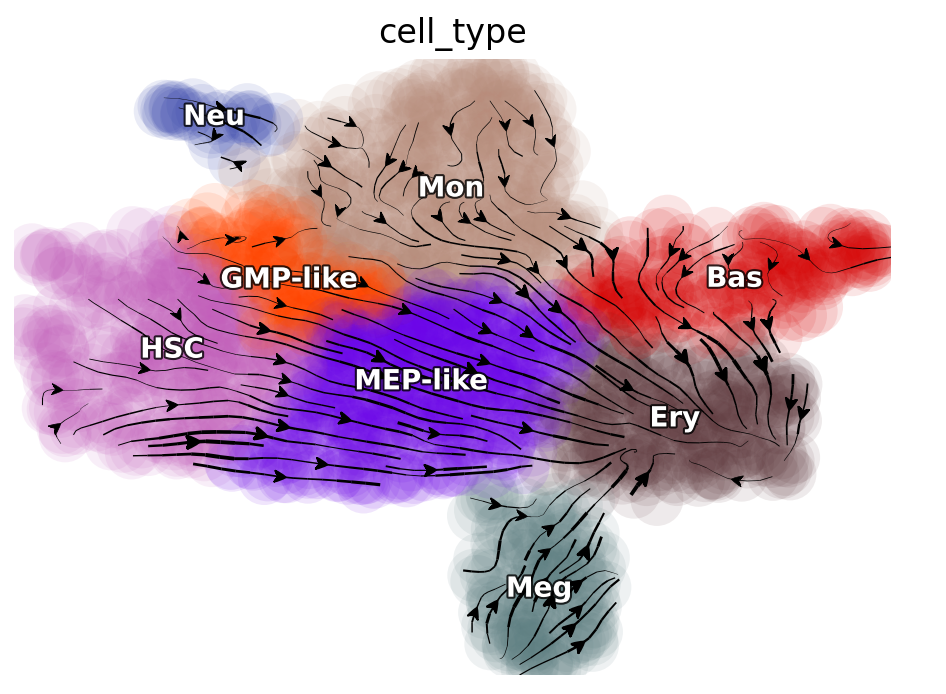 cell_type
Neu
Mon
GMP-like
Bas
HSC
MEP-like
Ery
Meg